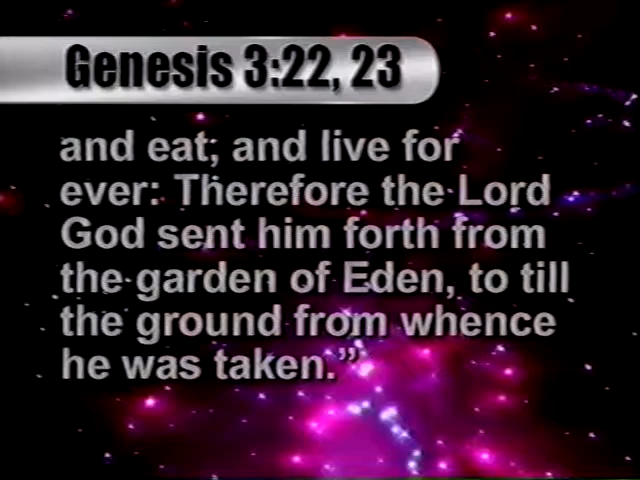 Genesis 3:22, 23
and eat; and live for
ever: Therefore the Lord
God sent him forth from
the garden of Eden, to till
the ground from whence
he was taken.”